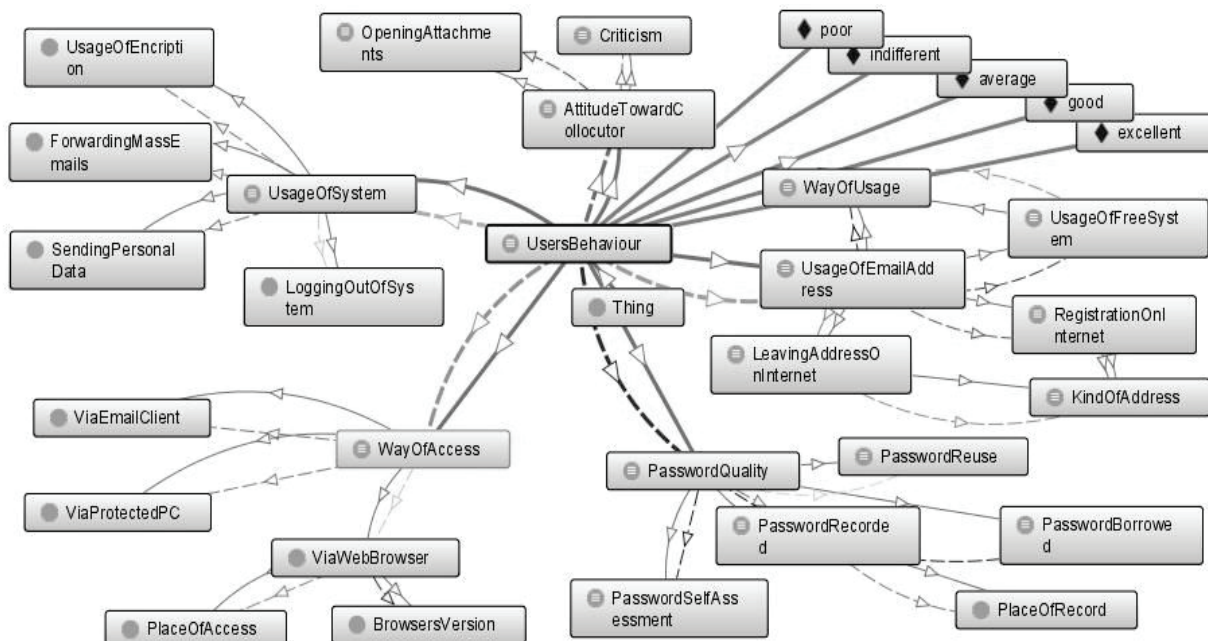 UsageOfEncripti
on
OpeningAttachme
nts
Criticism
poor
indifferent
average
good
excellent
ForwardingMassE
mails
AttitudeTowardC
ollocutor
UsageOfSystem
WayOfUsage
SendingPersonal
Data
UsersBehaviour
UsageOfFreeSyst
em
LoggingOutOfSys
tem
Thing
UsageOfEmailAdd
ress
RegistrationOnI
nternet
LeavingAddressO
nInternet
KindOfAddress
ViaEmailClient
WayOfAccess
PasswordQuality
PasswordReuse
ViaProtectedPC
PasswordRecorde
d
PasswordBorrowe
d
ViaWebBrowser
PasswordSelfAss
essment
PlaceOfRecord
PlaceOfAccess
BrowsersVersion